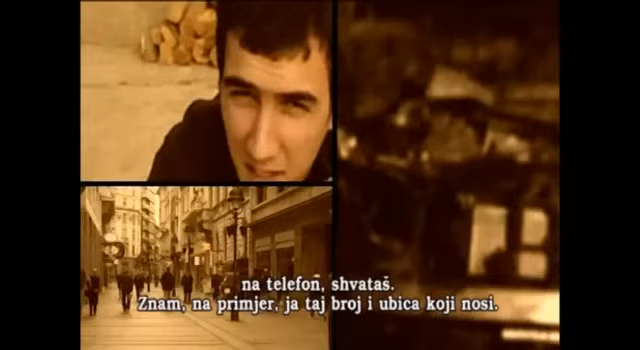 na telefon, shvataš.
Znam, na primjer, ja taj broj i ubica koji nosi.